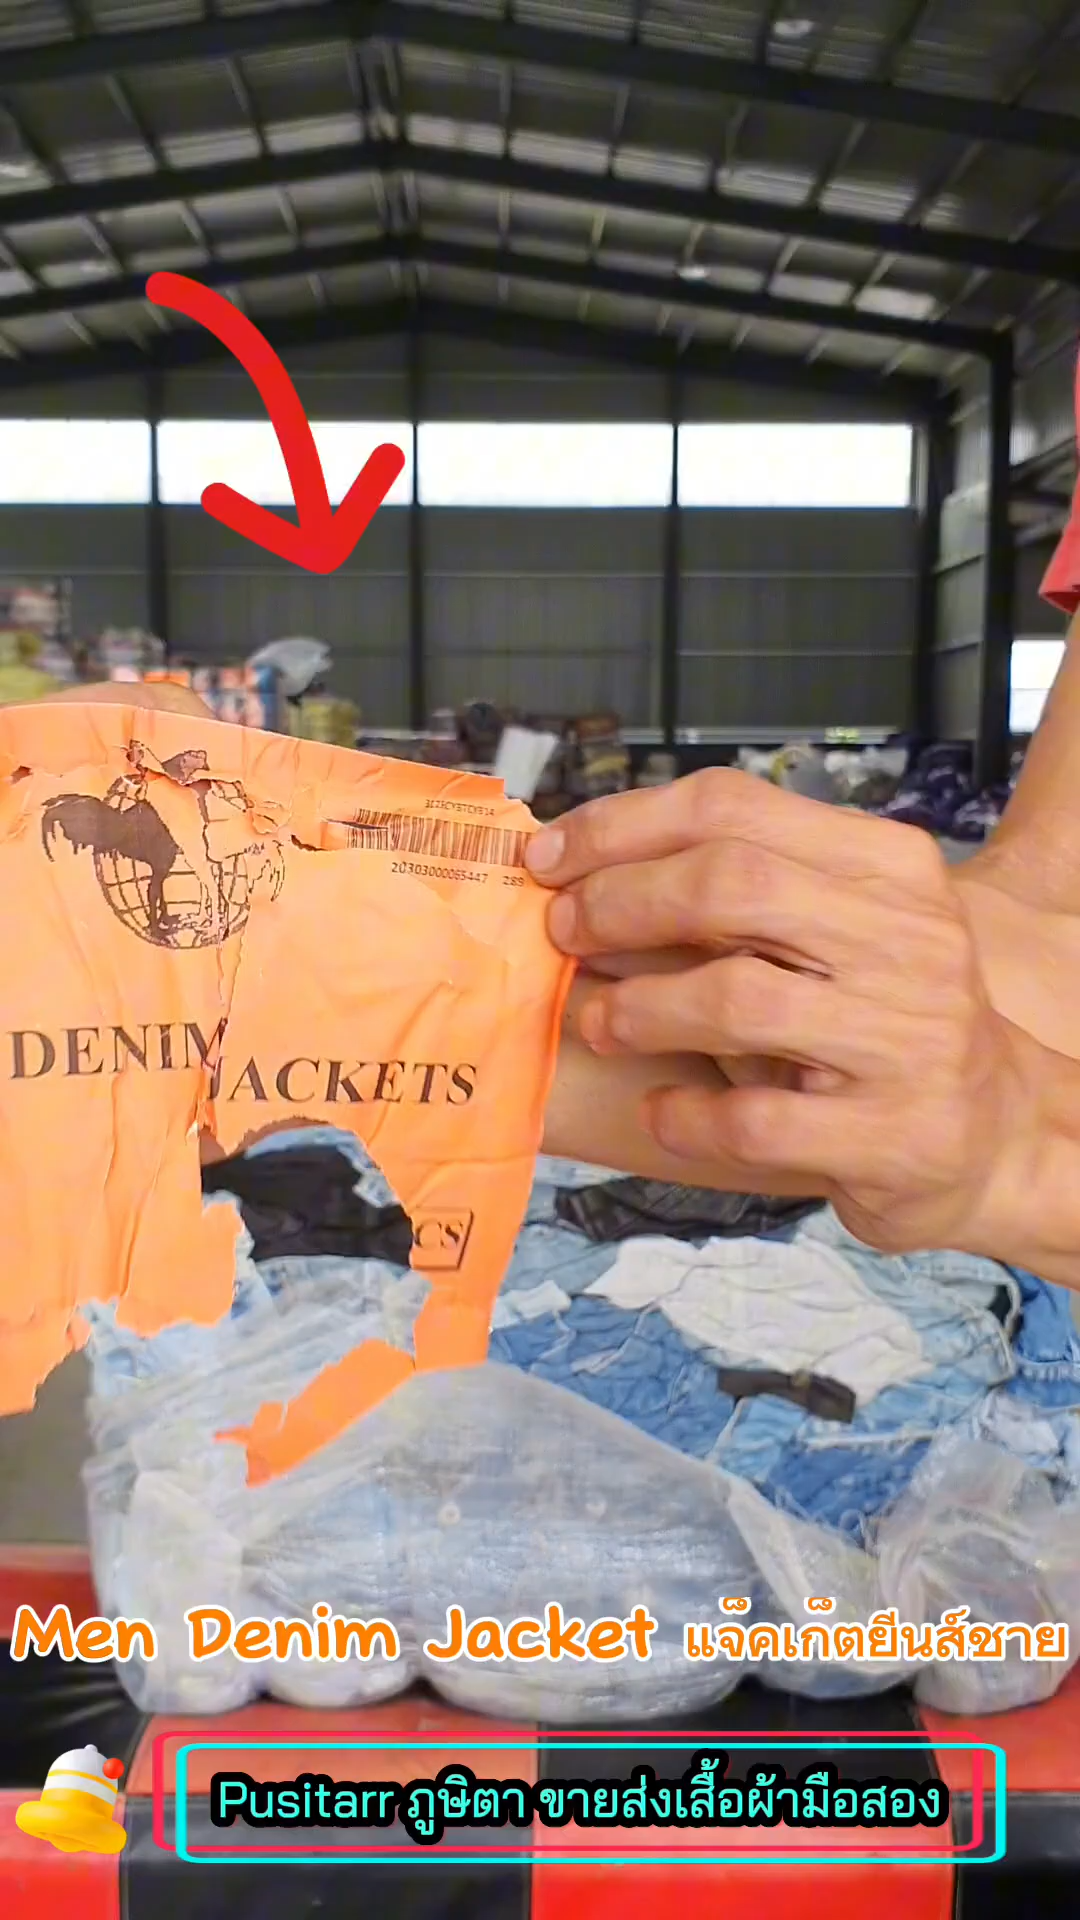 20303000065447 289
DENIM JACKETS
CS
Men Denim Jacket แจ็คเก็ตยีนส์ชาย
Pusitarr ภูษิตา ขายส่งเสื้อผ้ามือสอง